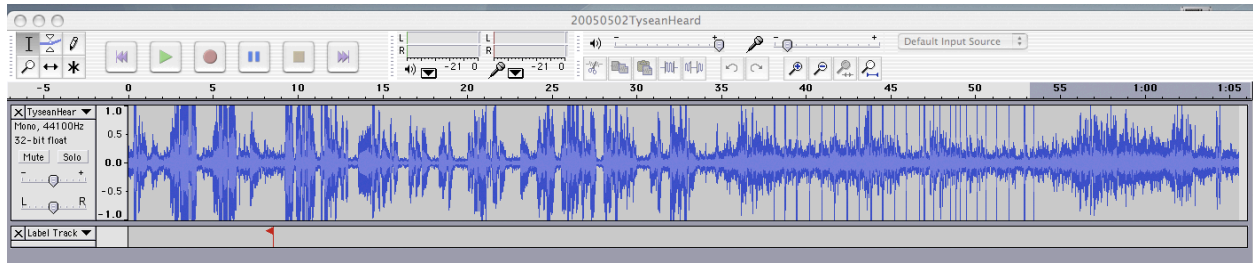 20050502TyseanHeard
L
R
-21 0
L
R
-21 0
- +
- +
Default Input Source
-5 0 5 10 15 20 25 30 35 40 45 50 55 1:00 1:05
TyseanHear
Mono, 44100Hz
32-bit float
Mute Solo
- +
L R
1.0
0.5
0.0
-0.5
-1.0
Label Track